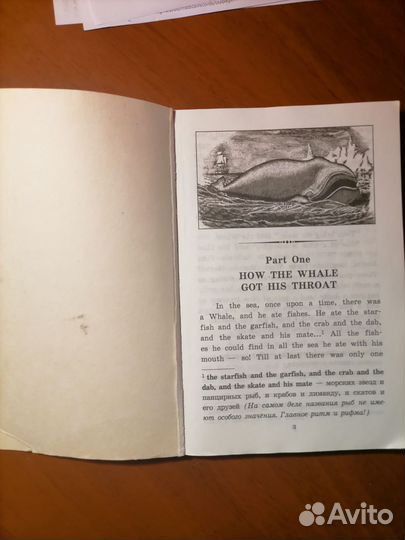 Part One
HOW THE WHALE
GOT HIS THROAT
In the sea, once upon a time, there was
a Whale, and he ate fishes. He ate the star-
fish and the garfish, and the crab and the dab,
and the skate and his mate...¹ All the fish-
es he could find in all the sea he ate with his
mouth — so! Till at last there was only one
¹ the starfish and the garfish, and the crab and the
dab, and the skate and his mate — морских звезд и
панцирных рыб, и крабов и лиманду, и скатов и
его друзей (На самом деле названия рыб не име-
ют особого значения. Главное ритм и рифма!)
3
Avito